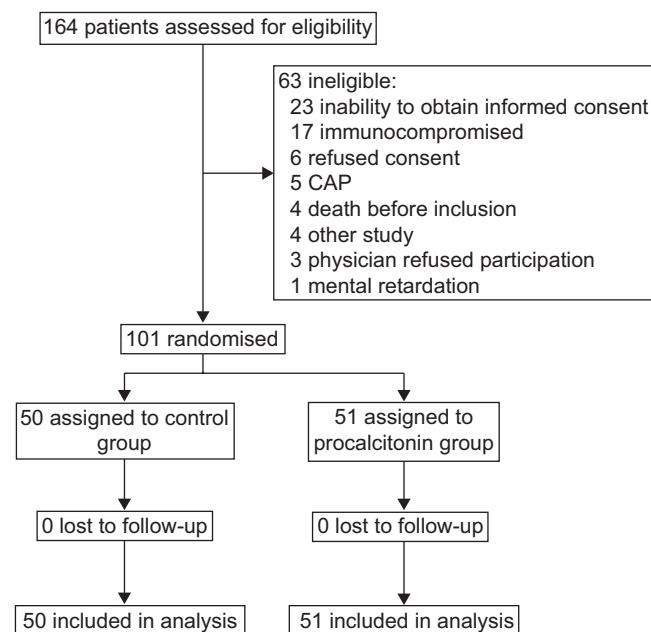 164 patients assessed for eligibility
63 ineligible:
23 inability to obtain informed consent
17 immunocompromised
6 refused consent
5 CAP
4 death before inclusion
4 other study
3 physician refused participation
1 mental retardation
101 randomised
50 assigned to control
group
51 assigned to
procalcitonin group
0 lost to follow-up
0 lost to follow-up
50 included in analysis
51 included in analysis